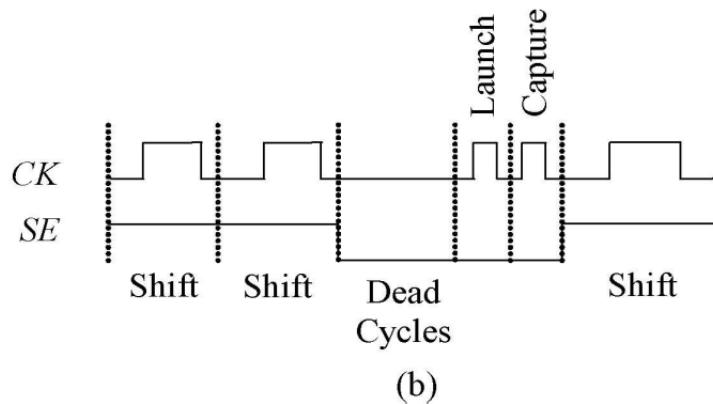 Launch
Capture
CK
SE
Shift
Shift
Dead
Cycles
Shift
(b)